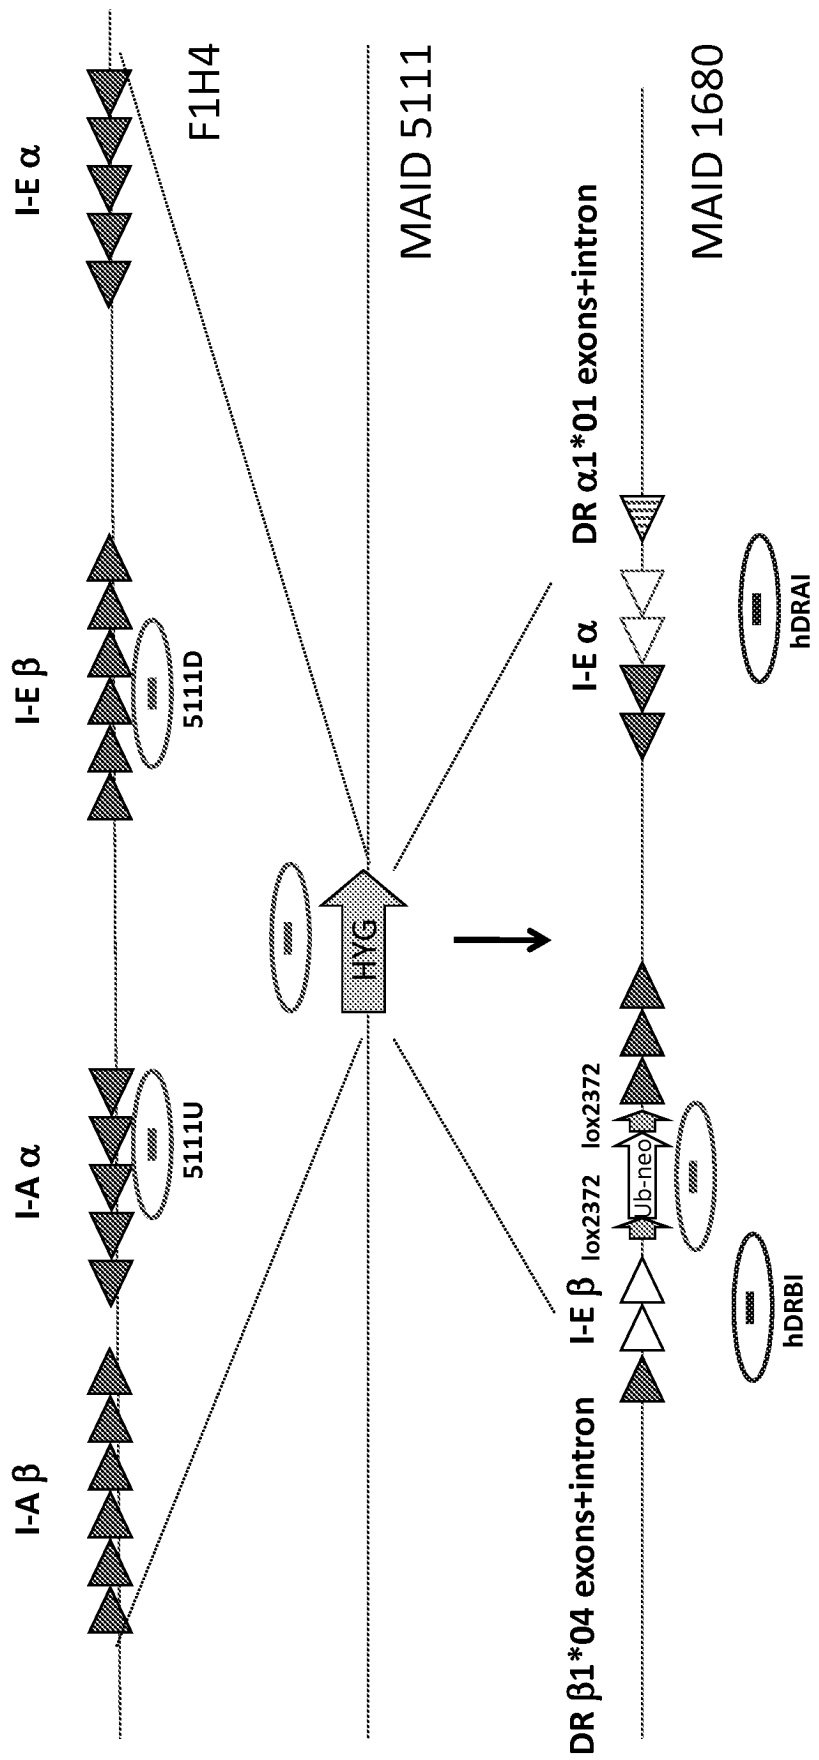 I-A β
I-A α
I-E β
I-E α
5111U
5111D
F1H4
HYG
MAID 5111
DR β1*04 exons+intron
I-E β
lox2372
lox2372
I-E α
DR α1*01 exons+intron
Ub-neo
hDRBI
hDRAI
MAID 1680